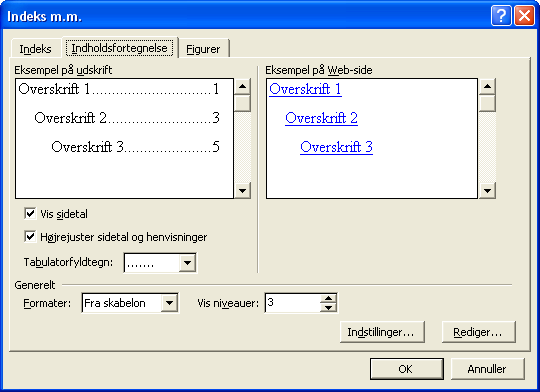 Indeks m.m.
Indeks Indholdsfortegnelse Figurer
Eksempel på udskrift
Overskrift 1..............................1
Overskrift 2..........................3
Overskrift 3......................5
Eksempel på Web-side
Overskrift 1
Overskrift 2
Overskrift 3
Vis sidetal
Højrejuster sidetal og henvisninger
Tabulatorfyldtegn: .......
Generelt
Formater: Fra skabelon Vis niveauer: 3
Indstillinger... Rediger...
OK Annuller